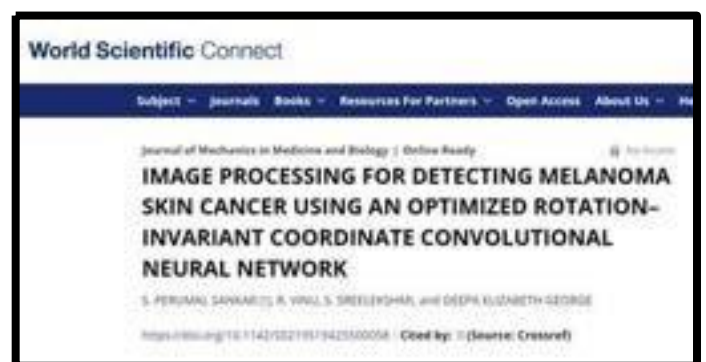 World Scientific Connect
Subject Journals Books Resources For Partners Open Access About Us
Journal of Mechanics in Medicine and Biology | Online Ready
IMAGE PROCESSING FOR DETECTING MELANOMA
SKIN CANCER USING AN OPTIMIZED ROTATION-
INVARIANT COORDINATE CONVOLUTIONAL
NEURAL NETWORK
S. PERUMAL SANKAR R. VINU, S. SREELEKSHMI, and DEEPA ELIZABETH GEORGE
Cited by: (Source: Crossref)